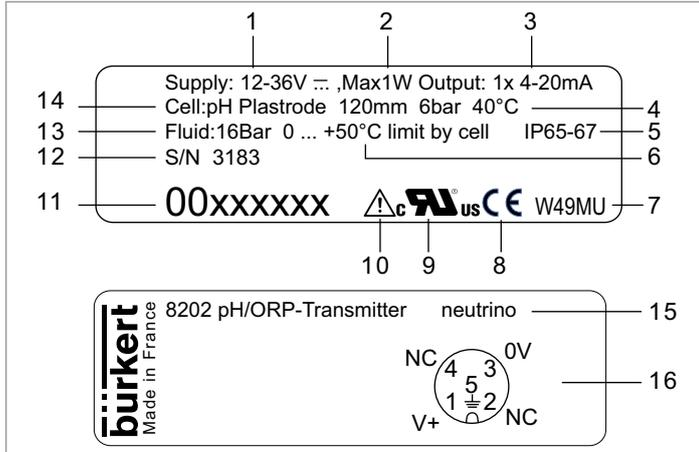 1 2 3
Supply: 12-36V ⎓ ,Max1W Output: 1x 4-20mA
14 Cell:pH Plastrode 120mm 6bar 40°C 4
13 Fluid:16Bar 0 ... +50°C limit by cell IP65-67 5
12 S/N 3183 6
11 00xxxxxx c RU ® us CE W49MU 7
10 9 8
bürkert
Made in France
8202 pH/ORP-Transmitter neutrino 15
NC 4 3 0V
5 16
1 2
V+ NC